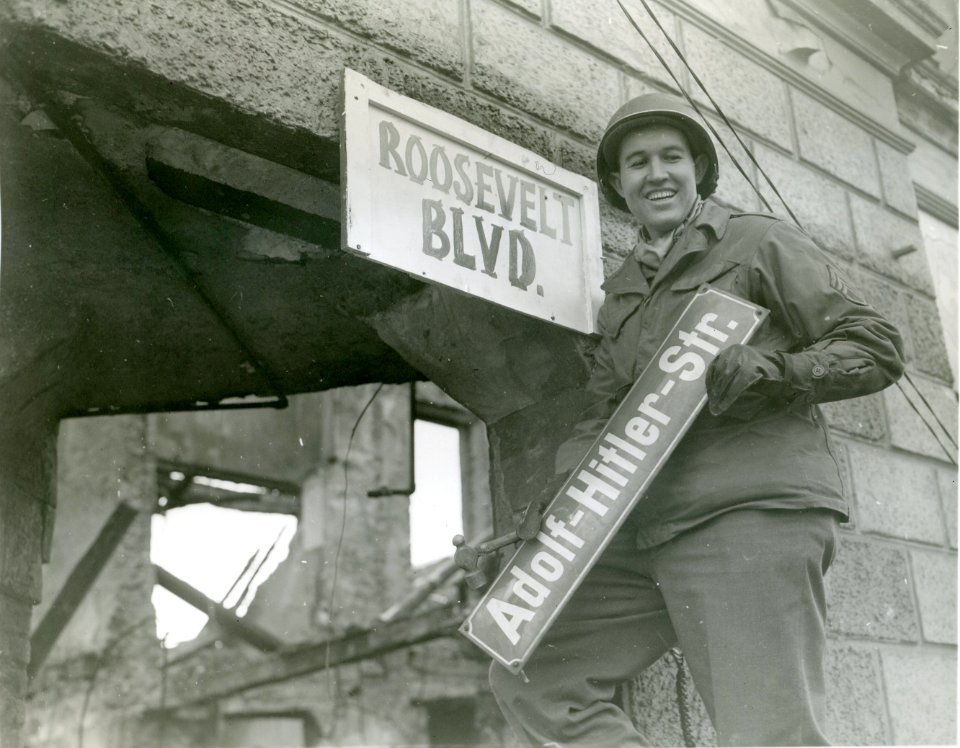 ROOSEVELT
BLVD.
Adolf-Hitler-Str.